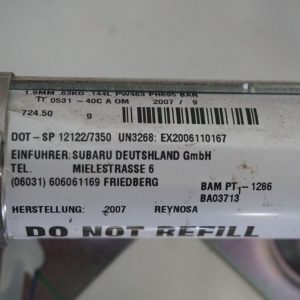 1.9MM .63KG .144L PW463 PH695 BAR
TT 0531 -40C A OM 2007 / 9
724.50 g
DOT-SP 12122/7350 UN3268: EX2006110167
EINFUHRER: SUBARU DEUTSHLAND GmbH
TEL. MIELESTRASSE 6
(06031) 606061169 FRIEDBERG
BAM PT1-1286
BA03713
HERSTELLUNG: 2007 REYNOSA
DO NOT REFILL